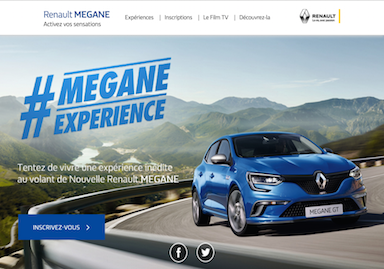 Renault MEGANE
Activez vos sensations
Expériences | Inscriptions | Le Film TV | Découvrez-la
RENAULT
#MEGANE
EXPERIENCE
Tentez de vivre une expérience inédite
au volant de Nouvelle Renault MEGANE
INSCRIVEZ-VOUS >
MEGANE GT
f